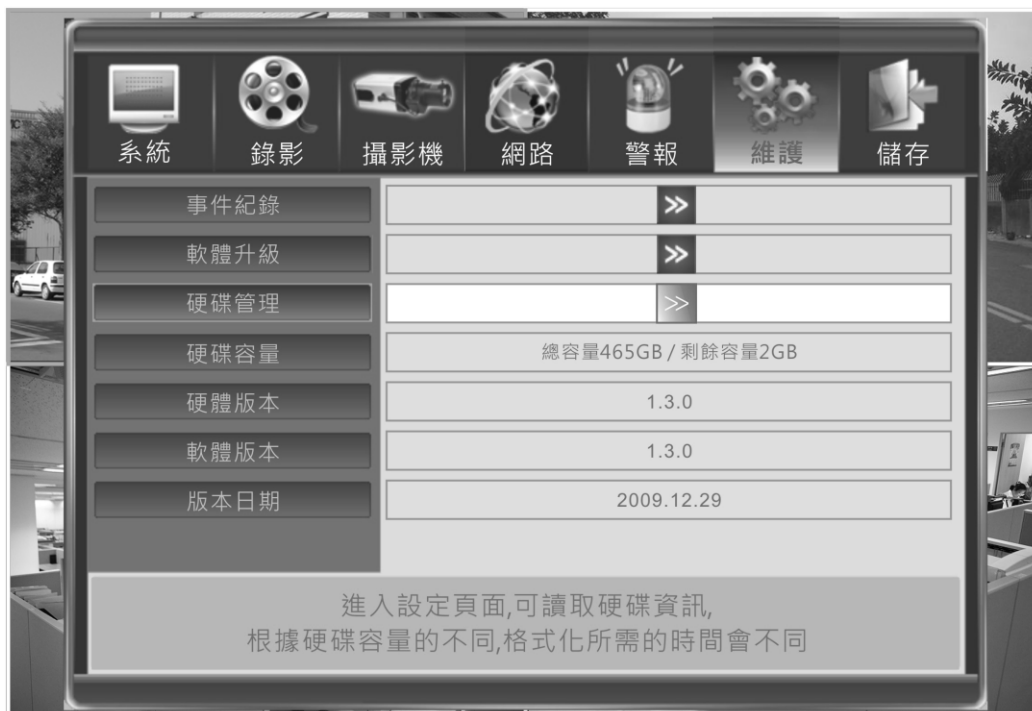 系統
錄影
攝影機
網路
警報
維護
儲存
事件紀錄
軟體升級
硬碟管理
硬碟容量
總容量465GB / 剩餘容量2GB
硬體版本
1.3.0
軟體版本
1.3.0
版本日期
2009.12.29
進入設定頁面,可讀取硬碟資訊,
根據硬碟容量的不同,格式化所需的時間會不同